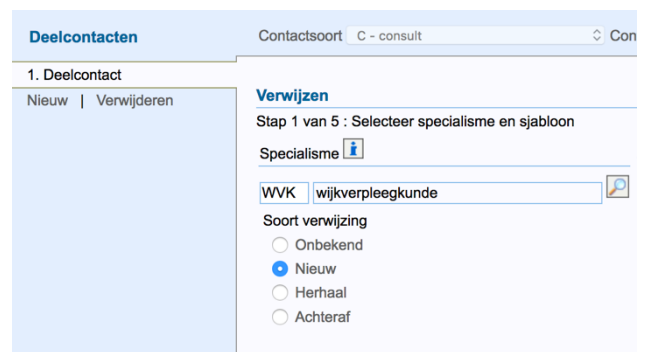 Deelcontacten
Contactsoort C - consult Con
1. Deelcontact
Nieuw | Verwijderen
Verwijzen
Stap 1 van 5 : Selecteer specialisme en sjabloon
Specialisme i
WVK wijkverpleegkunde
Soort verwijzing
Onbekend
Nieuw
Herhaal
Achteraf